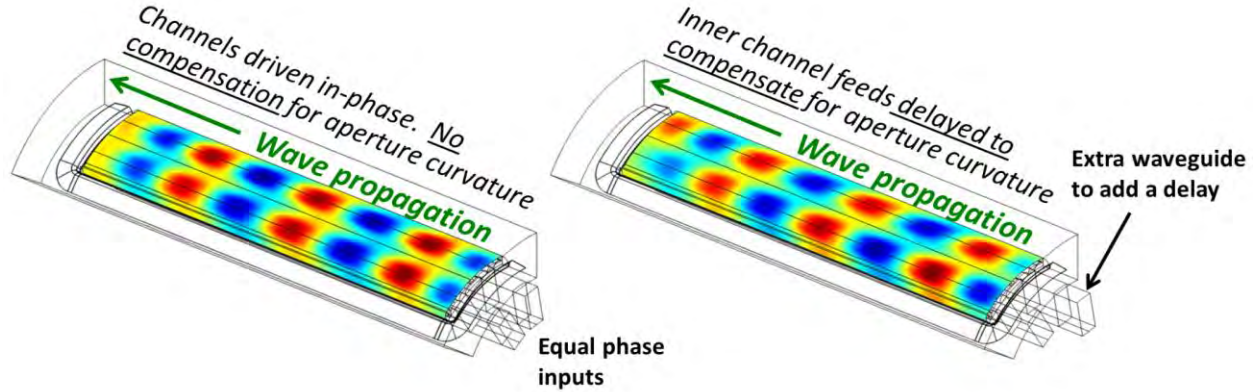 Channels driven in-phase. No
compensation for aperture curvature
Wave propagation
Equal phase
inputs
Inner channel feeds delayed to
compensate for aperture curvature
Wave propagation
Extra waveguide
to add a delay